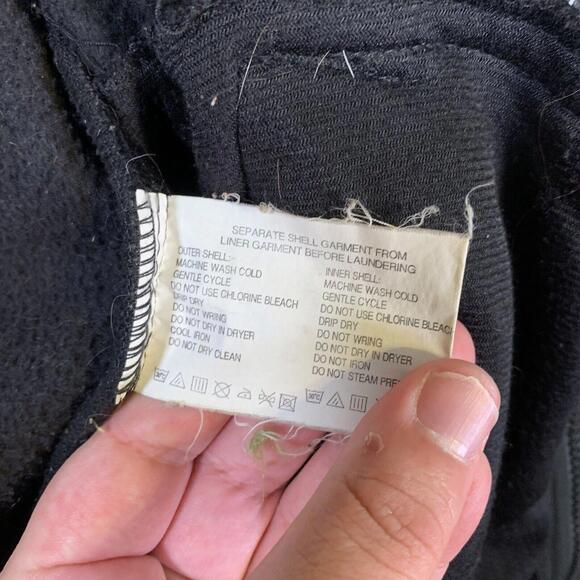 SEPARATE SHELL GARMENT FROM
LINER GARMENT BEFORE LAUNDERING
OUTER SHELL:-
MACHINE WASH COLD
GENTLE CYCLE
DO NOT USE CHLORINE BLEACH
DRIP DRY
DO NOT WRING
DO NOT DRY IN DRYER
COOL IRON
DO NOT DRY CLEAN
INNER SHELL:
MACHINE WASH COLD
GENTLE CYCLE
DO NOT USE CHLORINE BLEAC
DRIP DRY
DO NOT WRING
DO NOT DRY IN DRYER
DO NOT IRON
DO NOT STEAM PRE